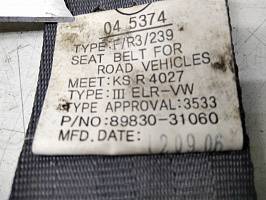 04 5374
TYPE: F/R3/239
SEAT BELT FOR
ROAD VEHICLES
MEET: KS R 4027
TYPE: III ELR-VW
TYPE APPROVAL: 3533
P/NO: 89830-31060
MFD. DATE: 2 09.06